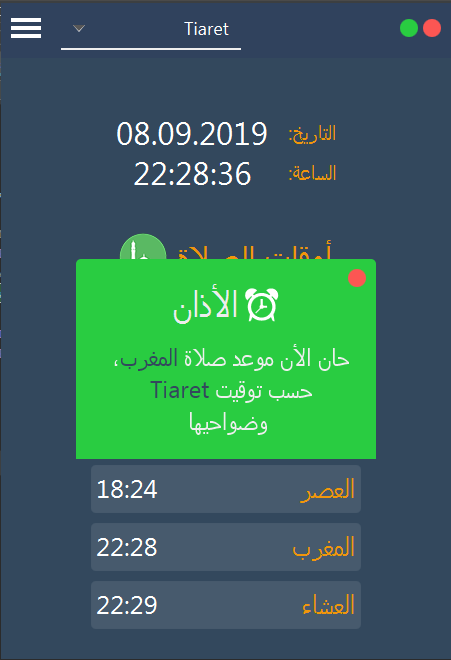 Tiaret
التاريخ: 08.09.2019
الساعة: 22:28:36
أوقات الصلاة
الأذان
حان الأن موعد صلاة المغرب،
حسب توقيت Tiaret
وضواحيها
العصر 18:24
المغرب 22:28
العشاء 22:29